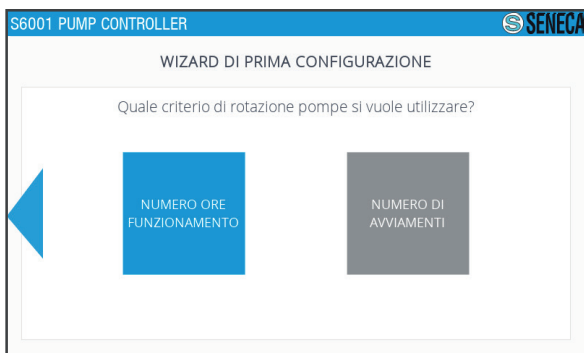 S6001 PUMP CONTROLLER
S SENECA
WIZARD DI PRIMA CONFIGURAZIONE
Quale criterio di rotazione pompe si vuole utilizzare?
NUMERO ORE
FUNZIONAMENTO
NUMERO DI
AVVIAMENTI